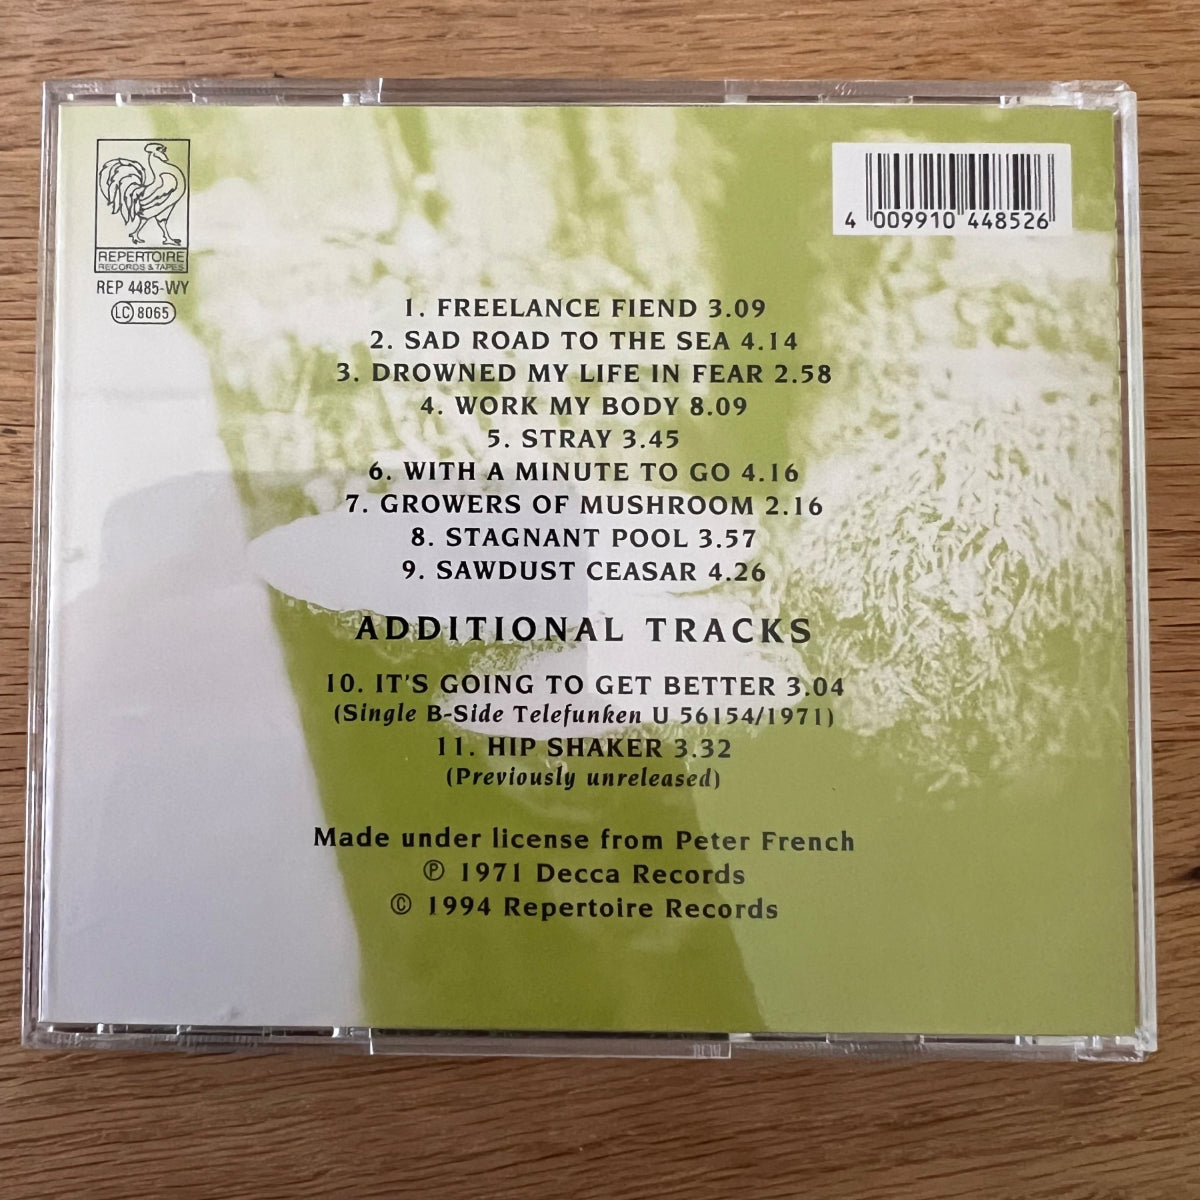 REPERTOIRE
RECORDS & TAPES
REP 4485-WY
LC 8065
4 009910 448526
1. FREELANCE FIEND 3.09
2. SAD ROAD TO THE SEA 4.14
3. DROWNED MY LIFE IN FEAR 2.58
4. WORK MY BODY 8.09
5. STRAY 3.45
6. WITH A MINUTE TO GO 4.16
7. GROWERS OF MUSHROOM 2.16
8. STAGNANT POOL 3.57
9. SAWDUST CEASAR 4.26
ADDITIONAL TRACKS
10. IT'S GOING TO GET BETTER 3.04
(Single B-Side Telefunken U 56154/1971)
11. HIP SHAKER 3.32
(Previously unreleased)
Made under license from Peter French
℗ 1971 Decca Records
© 1994 Repertoire Records